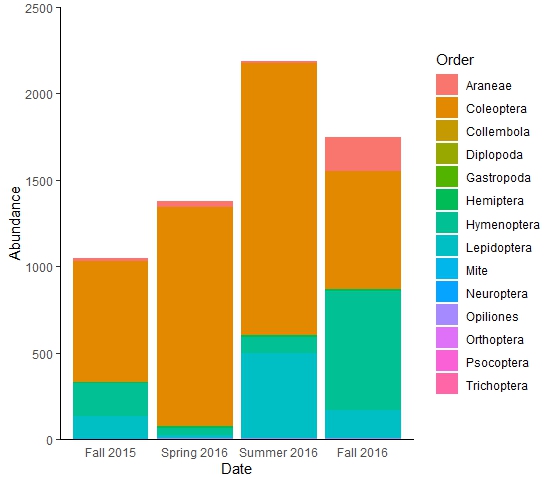 2500
2000
1500
1000
500
0
Abundance
Fall 2015 Spring 2016 Summer 2016 Fall 2016
Date
Order
Araneae
Coleoptera
Collembola
Diplopoda
Gastropoda
Hemiptera
Hymenoptera
Lepidoptera
Mite
Neuroptera
Opiliones
Orthoptera
Psocoptera
Trichoptera